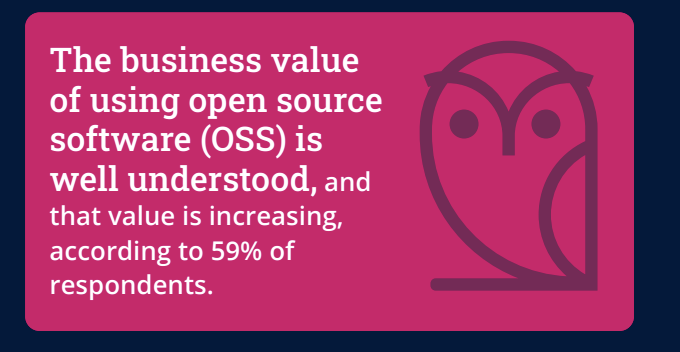 The business value
of using open source
software (OSS) is
well understood, and
that value is increasing,
according to 59% of
respondents.